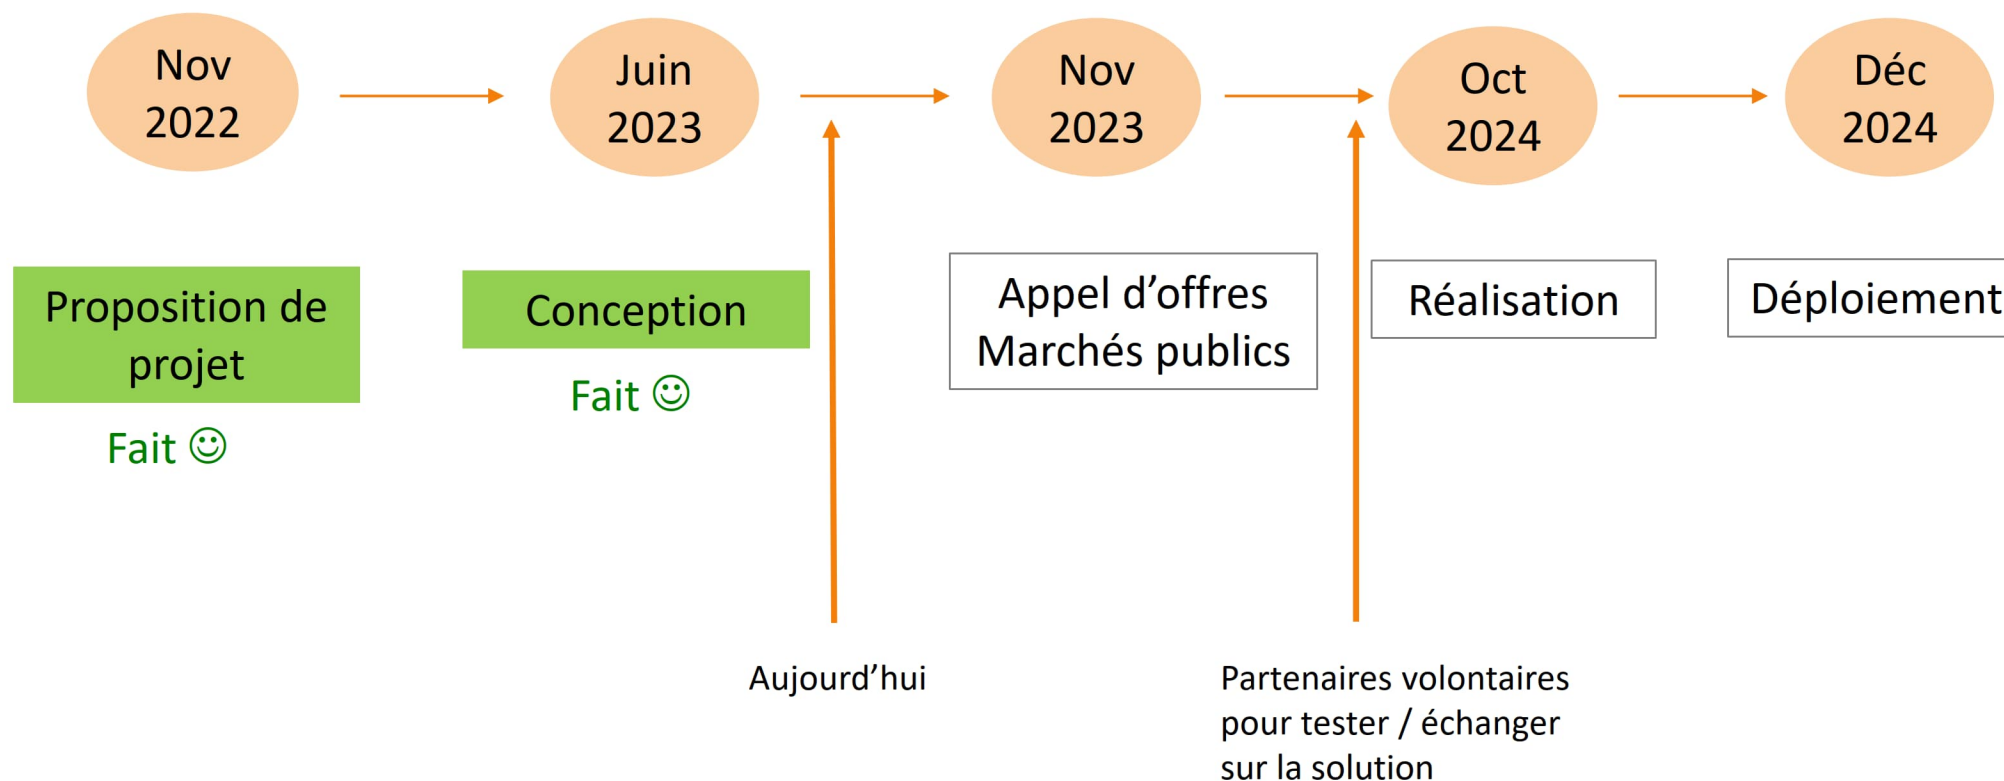 Nov
2022
Juin
2023
Nov
2023
Oct
2024
Déc
2024
Proposition de
projet
Fait ☺
Conception
Fait ☺
Appel d’offres
Marchés publics
Réalisation
Déploiement
Aujourd’hui
Partenaires volontaires
pour tester / échanger
sur la solution